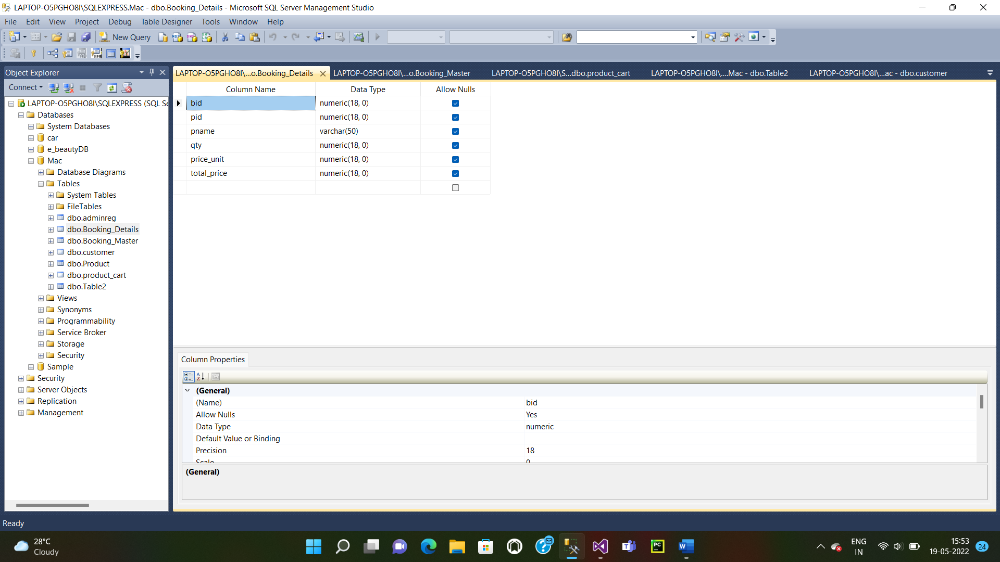 LAPTOP-O5PGHO8I\SQLEXPRESS.Mac - dbo.Booking_Details - Microsoft SQL Server Management Studio
File Edit View Project Debug Table Designer Tools Window Help
New Query
Object Explorer
Connect
LAPTOP-O5PGHO8I\SQLEXPRESS (SQL Se
Databases
System Databases
car
e_beautyDB
Mac
Database Diagrams
Tables
System Tables
FileTables
dbo.adminreg
dbo.Booking_Details
dbo.Booking_Master
dbo.customer
dbo.Product
dbo.product_cart
dbo.Table2
Views
Synonyms
Programmability
Service Broker
Storage
Security
Sample
Security
Server Objects
Replication
Management
LAPTOP-O5PGHO8I\...o.Booking_Details LAPTOP-O5PGHO8I\...o.Booking_Master LAPTOP-O5PGHO8I\S...dbo.product_cart LAPTOP-O5PGHO8I\....Mac - dbo.Table2 LAPTOP-O5PGHO8I\...ac - dbo.customer
Column Name Data Type Allow Nulls
bid numeric(18, 0)
pid numeric(18, 0)
pname varchar(50)
qty numeric(18, 0)
price_unit numeric(18, 0)
total_price numeric(18, 0)
Column Properties
(General)
(Name) bid
Allow Nulls Yes
Data Type numeric
Default Value or Binding
Precision 18
Scale 0
(General)
Ready
28°C
Cloudy
ENG
IN
15:53
19-05-2022
24